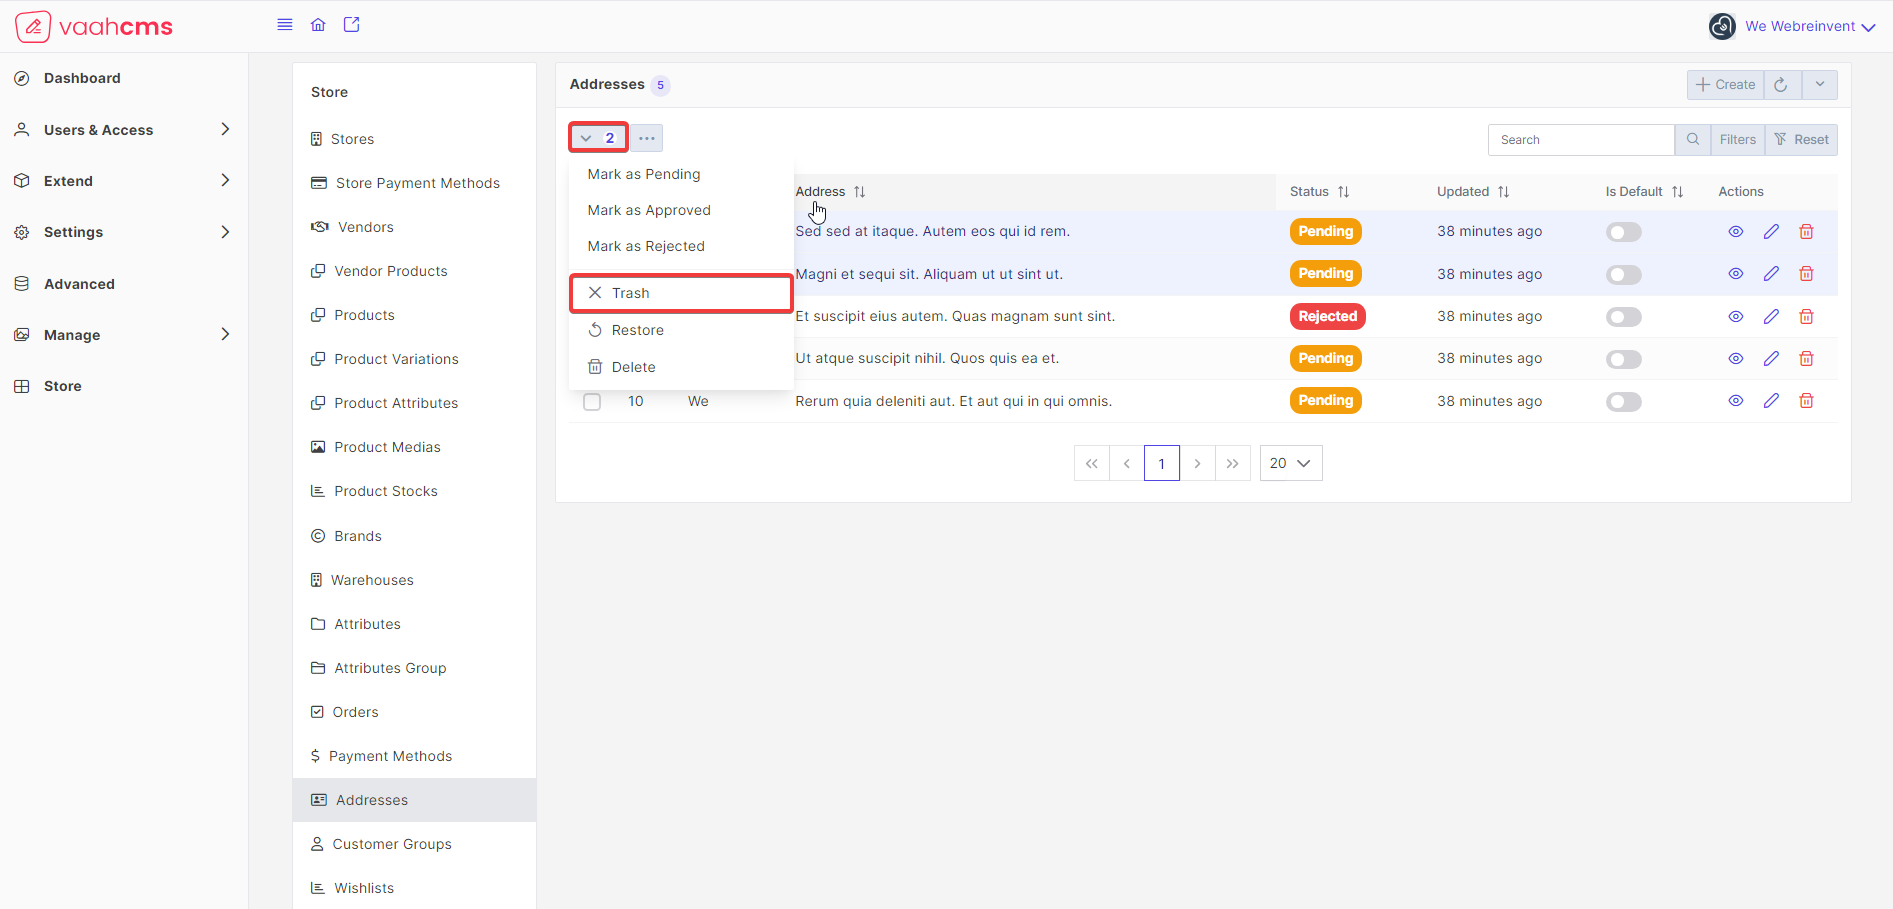 vaahcms
We Webreinvent
Dashboard
Users & Access
Extend
Settings
Advanced
Manage
Store
Store
Stores
Store Payment Methods
Vendors
Vendor Products
Products
Product Variations
Product Attributes
Product Medias
Product Stocks
Brands
Warehouses
Attributes
Attributes Group
Orders
Payment Methods
Addresses
Customer Groups
Wishlists
Addresses 5
Create
2
Search Filters Reset
Mark as Pending
Mark as Approved
Mark as Rejected
Trash
Restore
Delete
Address Status Updated Is Default Actions
Sed sed at itaque. Autem eos qui id rem. Pending 38 minutes ago
Magni et sequi sit. Aliquam ut ut sint ut. Pending 38 minutes ago
Et suscipit eius autem. Quas magnam sunt sint. Rejected 38 minutes ago
Ut atque suscipit nihil. Quos quis ea et. Pending 38 minutes ago
10 We Rerum quia deleniti aut. Et aut qui in qui omnis. Pending 38 minutes ago
1 20